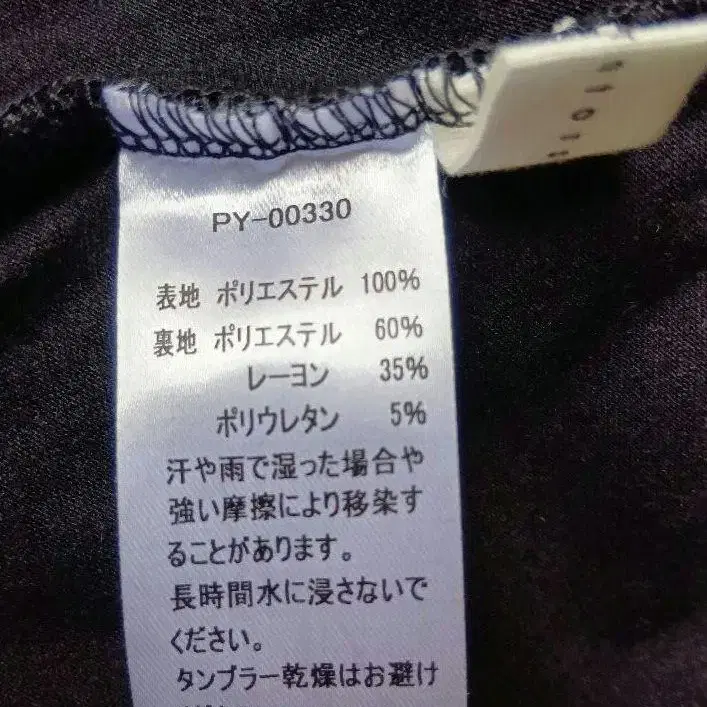 PY-00330
表地 ポリエステル 100%
裏地 ポリエステル 60%
レーヨン 35%
ポリウレタン 5%
汗や雨で湿った場合や
強い摩擦により移染す
ることがあります。
長時間水に浸さないで
ください。
タンブラー乾燥はお避け